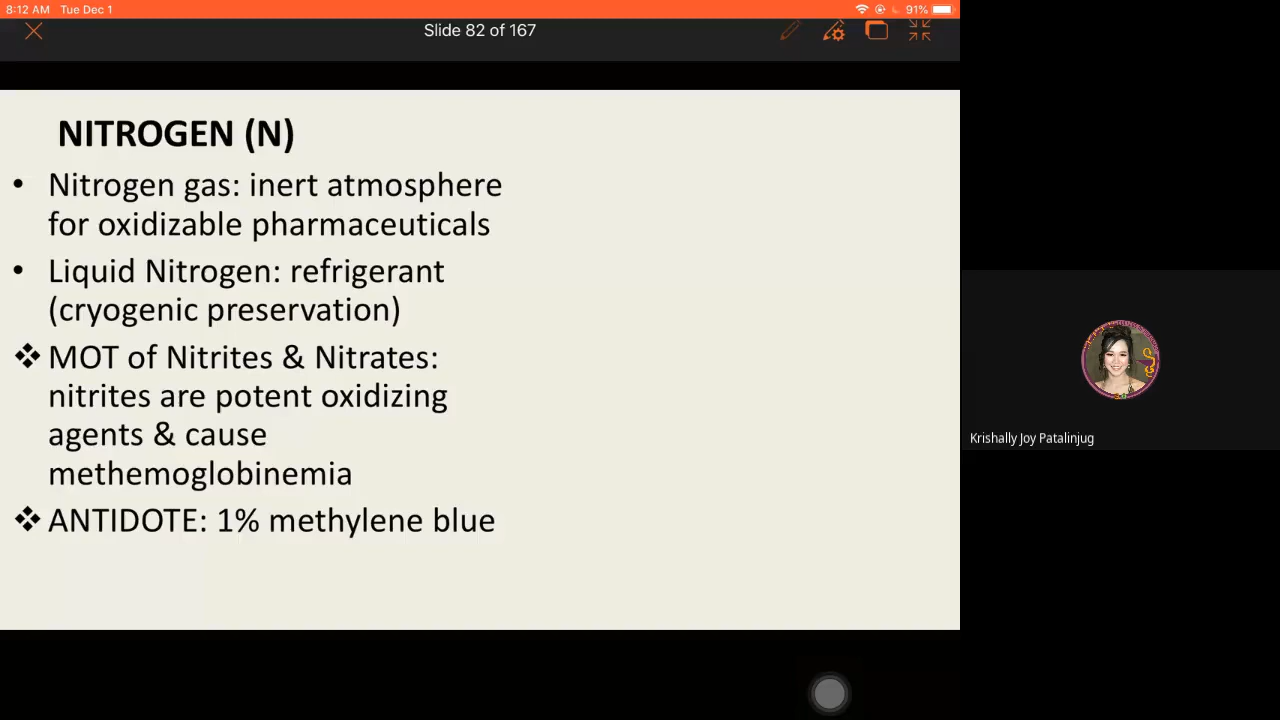 8:12 AM Tue Dec 1
91%
Slide 82 of 167
NITROGEN (N)
• Nitrogen gas: inert atmosphere
for oxidizable pharmaceuticals
• Liquid Nitrogen: refrigerant
(cryogenic preservation)
❖ MOT of Nitrites & Nitrates:
nitrites are potent oxidizing
agents & cause
methemoglobinemia
❖ ANTIDOTE: 1% methylene blue
Krishally Joy Patalinjug